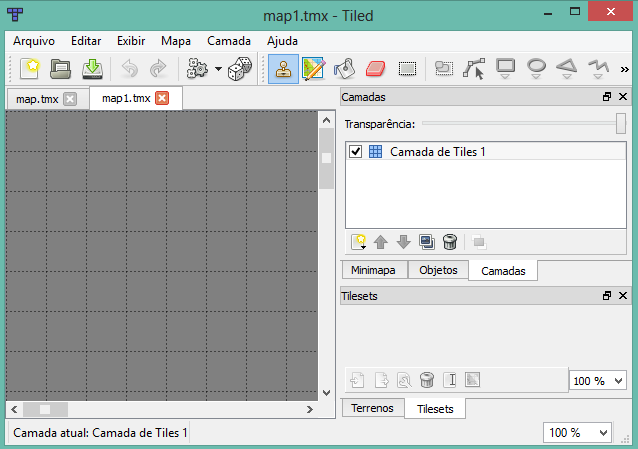 map1.tmx - Tiled
Arquivo Editar Exibir Mapa Camada Ajuda
map.tmx map1.tmx
Camadas
Transparência:
Camada de Tiles 1
Minimapa Objetos Camadas
Tilesets
100 %
Terrenos Tilesets
Camada atual: Camada de Tiles 1
100 %